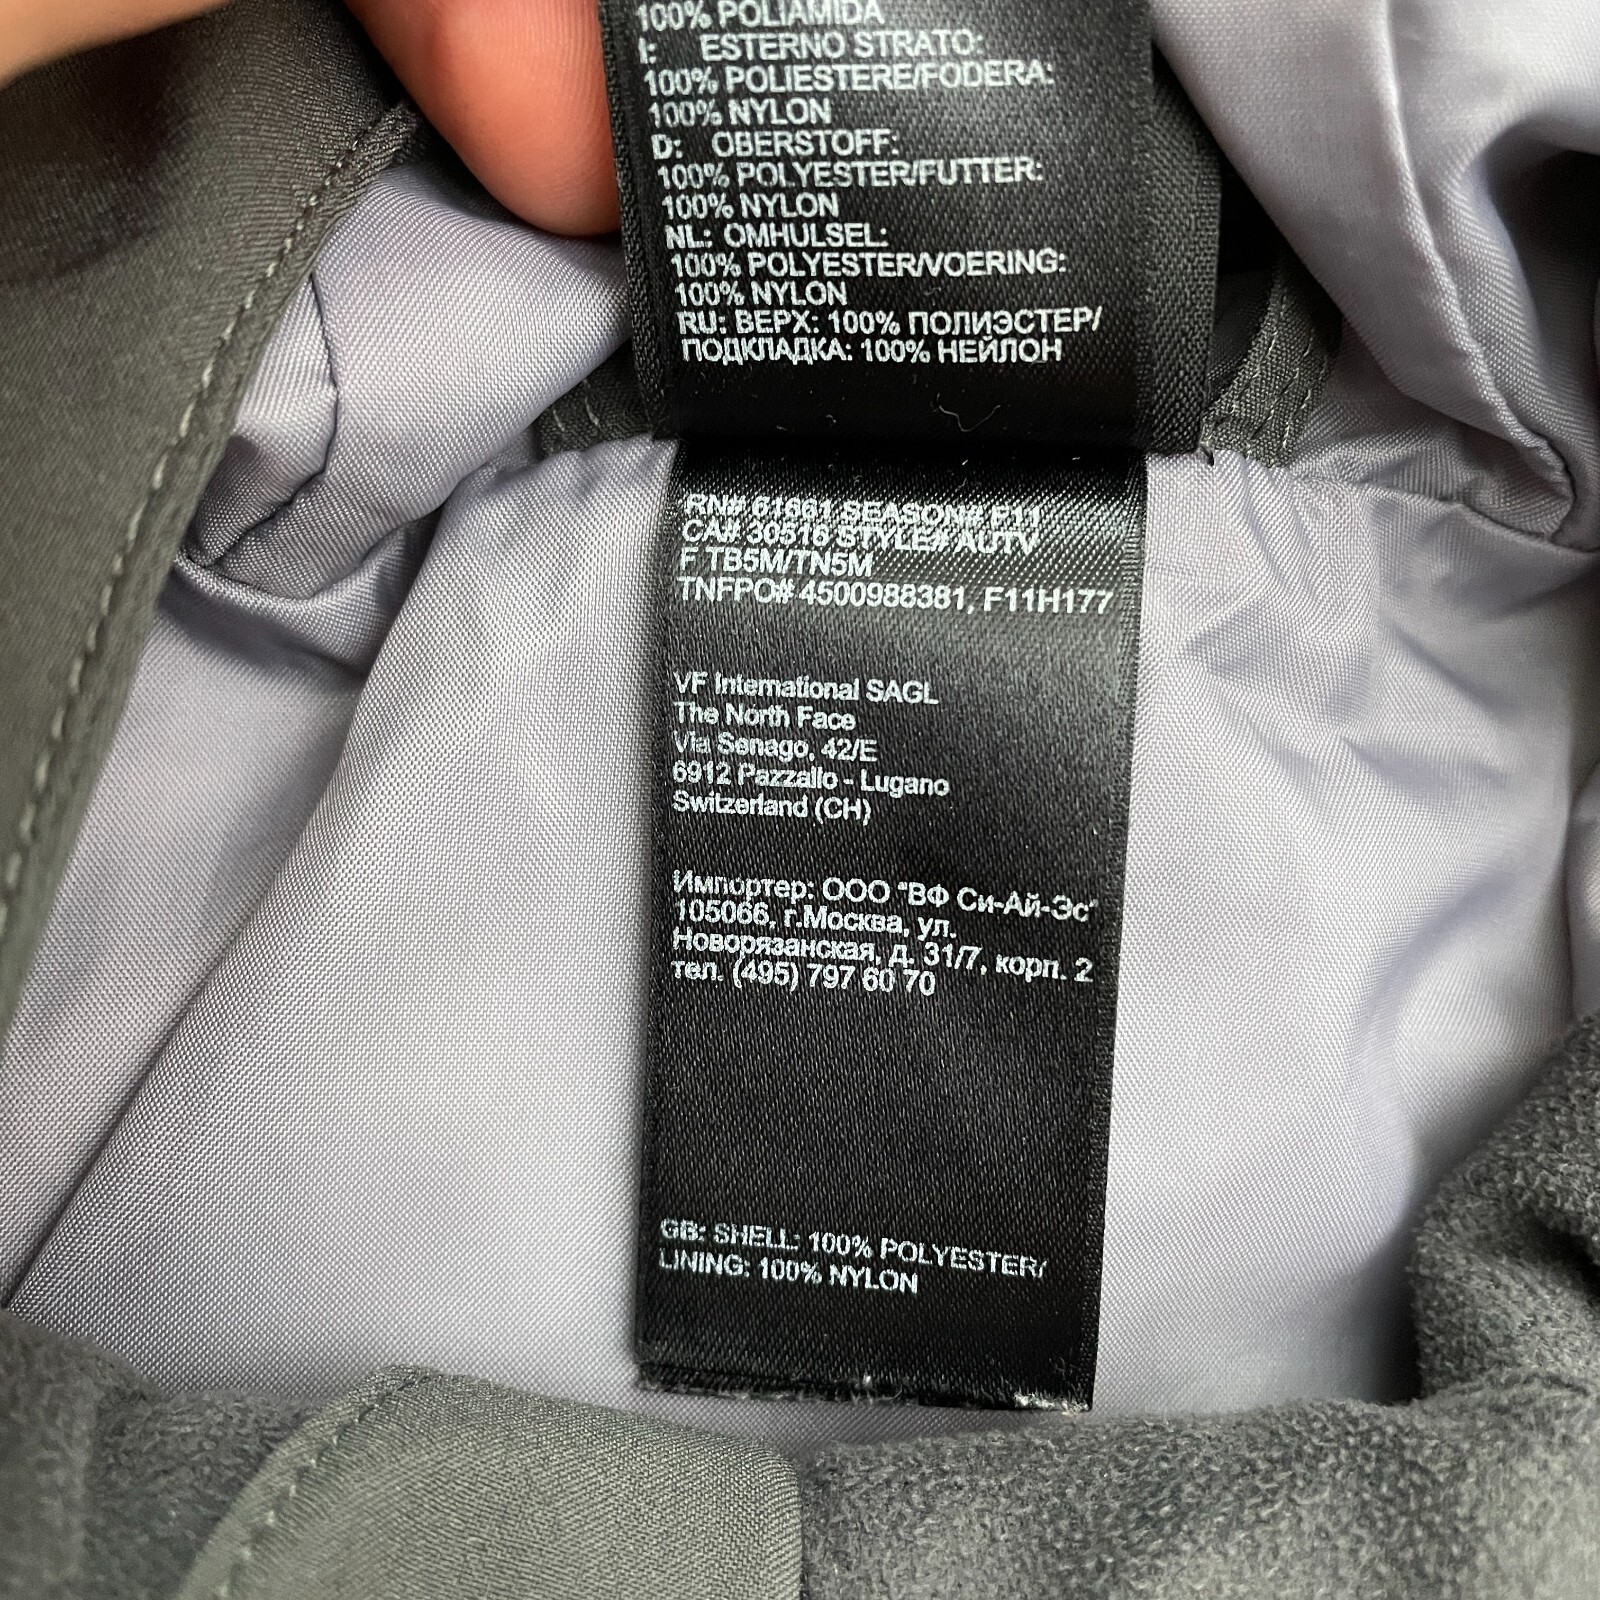 100% POLIAMIDA
I: ESTERNO STRATO:
100% POLIESTERE/FODERA:
100% NYLON
D: OBERSTOFF:
100% POLYESTER/FUTTER:
100% NYLON
NL: OMHULSEL:
100% POLYESTER/VOERING:
100% NYLON
RU: ВЕРХ: 100% ПОЛИЭСТЕР/
ПОДКЛАДКА: 100% НЕЙЛОН
RN# 61661 SEASON# F11
CA# 30516 STYLE# AUTV
F TB5M/TN5M
TNFPO# 4500988381, F11H177
VF International SAGL
The North Face
Via Senago, 42/E
6912 Pazzallo - Lugano
Switzerland (CH)
Импортер: ООО "ВФ Си-Ай-Эс"
105066, г.Москва, ул.
Новорязанская, д. 31/7, корп. 2
тел. (495) 797 60 70
GB: SHELL: 100% POLYESTER/
LINING: 100% NYLON